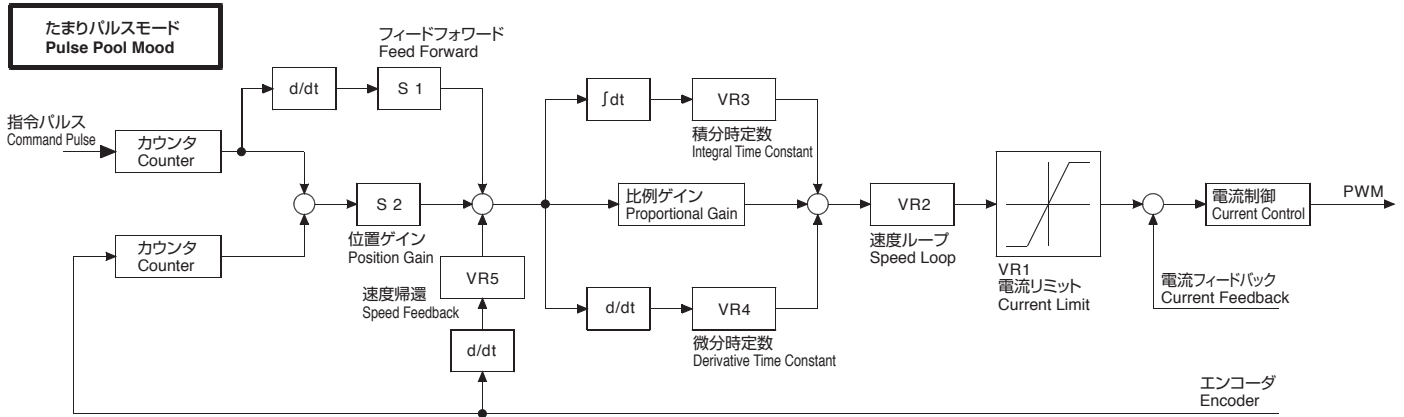 たまりパルスモード
Pulse Pool Mood
フィードフォワード
Feed Forward
d/dt
S 1
∫dt
VR3
指令パルス
Command Pulse
カウンタ
Counter
積分時定数
Integral Time Constant
S 2
位置ゲイン
Position Gain
比例ゲイン
Proportional Gain
VR2
速度ループ
Speed Loop
VR1
電流リミット
Current Limit
電流制御
Current Control
PWM
カウンタ
Counter
VR5
速度帰還
Speed Feedback
d/dt
d/dt
VR4
微分時定数
Derivative Time Constant
電流フィードバック
Current Feedback
エンコーダ
Encoder